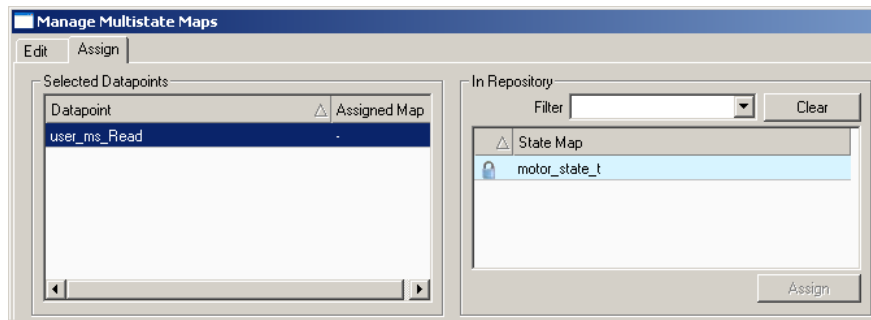 Manage Multistate Maps
Edit Assign
Selected Datapoints
Datapoint Assigned Map
user_ms_Read -
In Repository
Filter Clear
State Map
motor_state_t
Assign